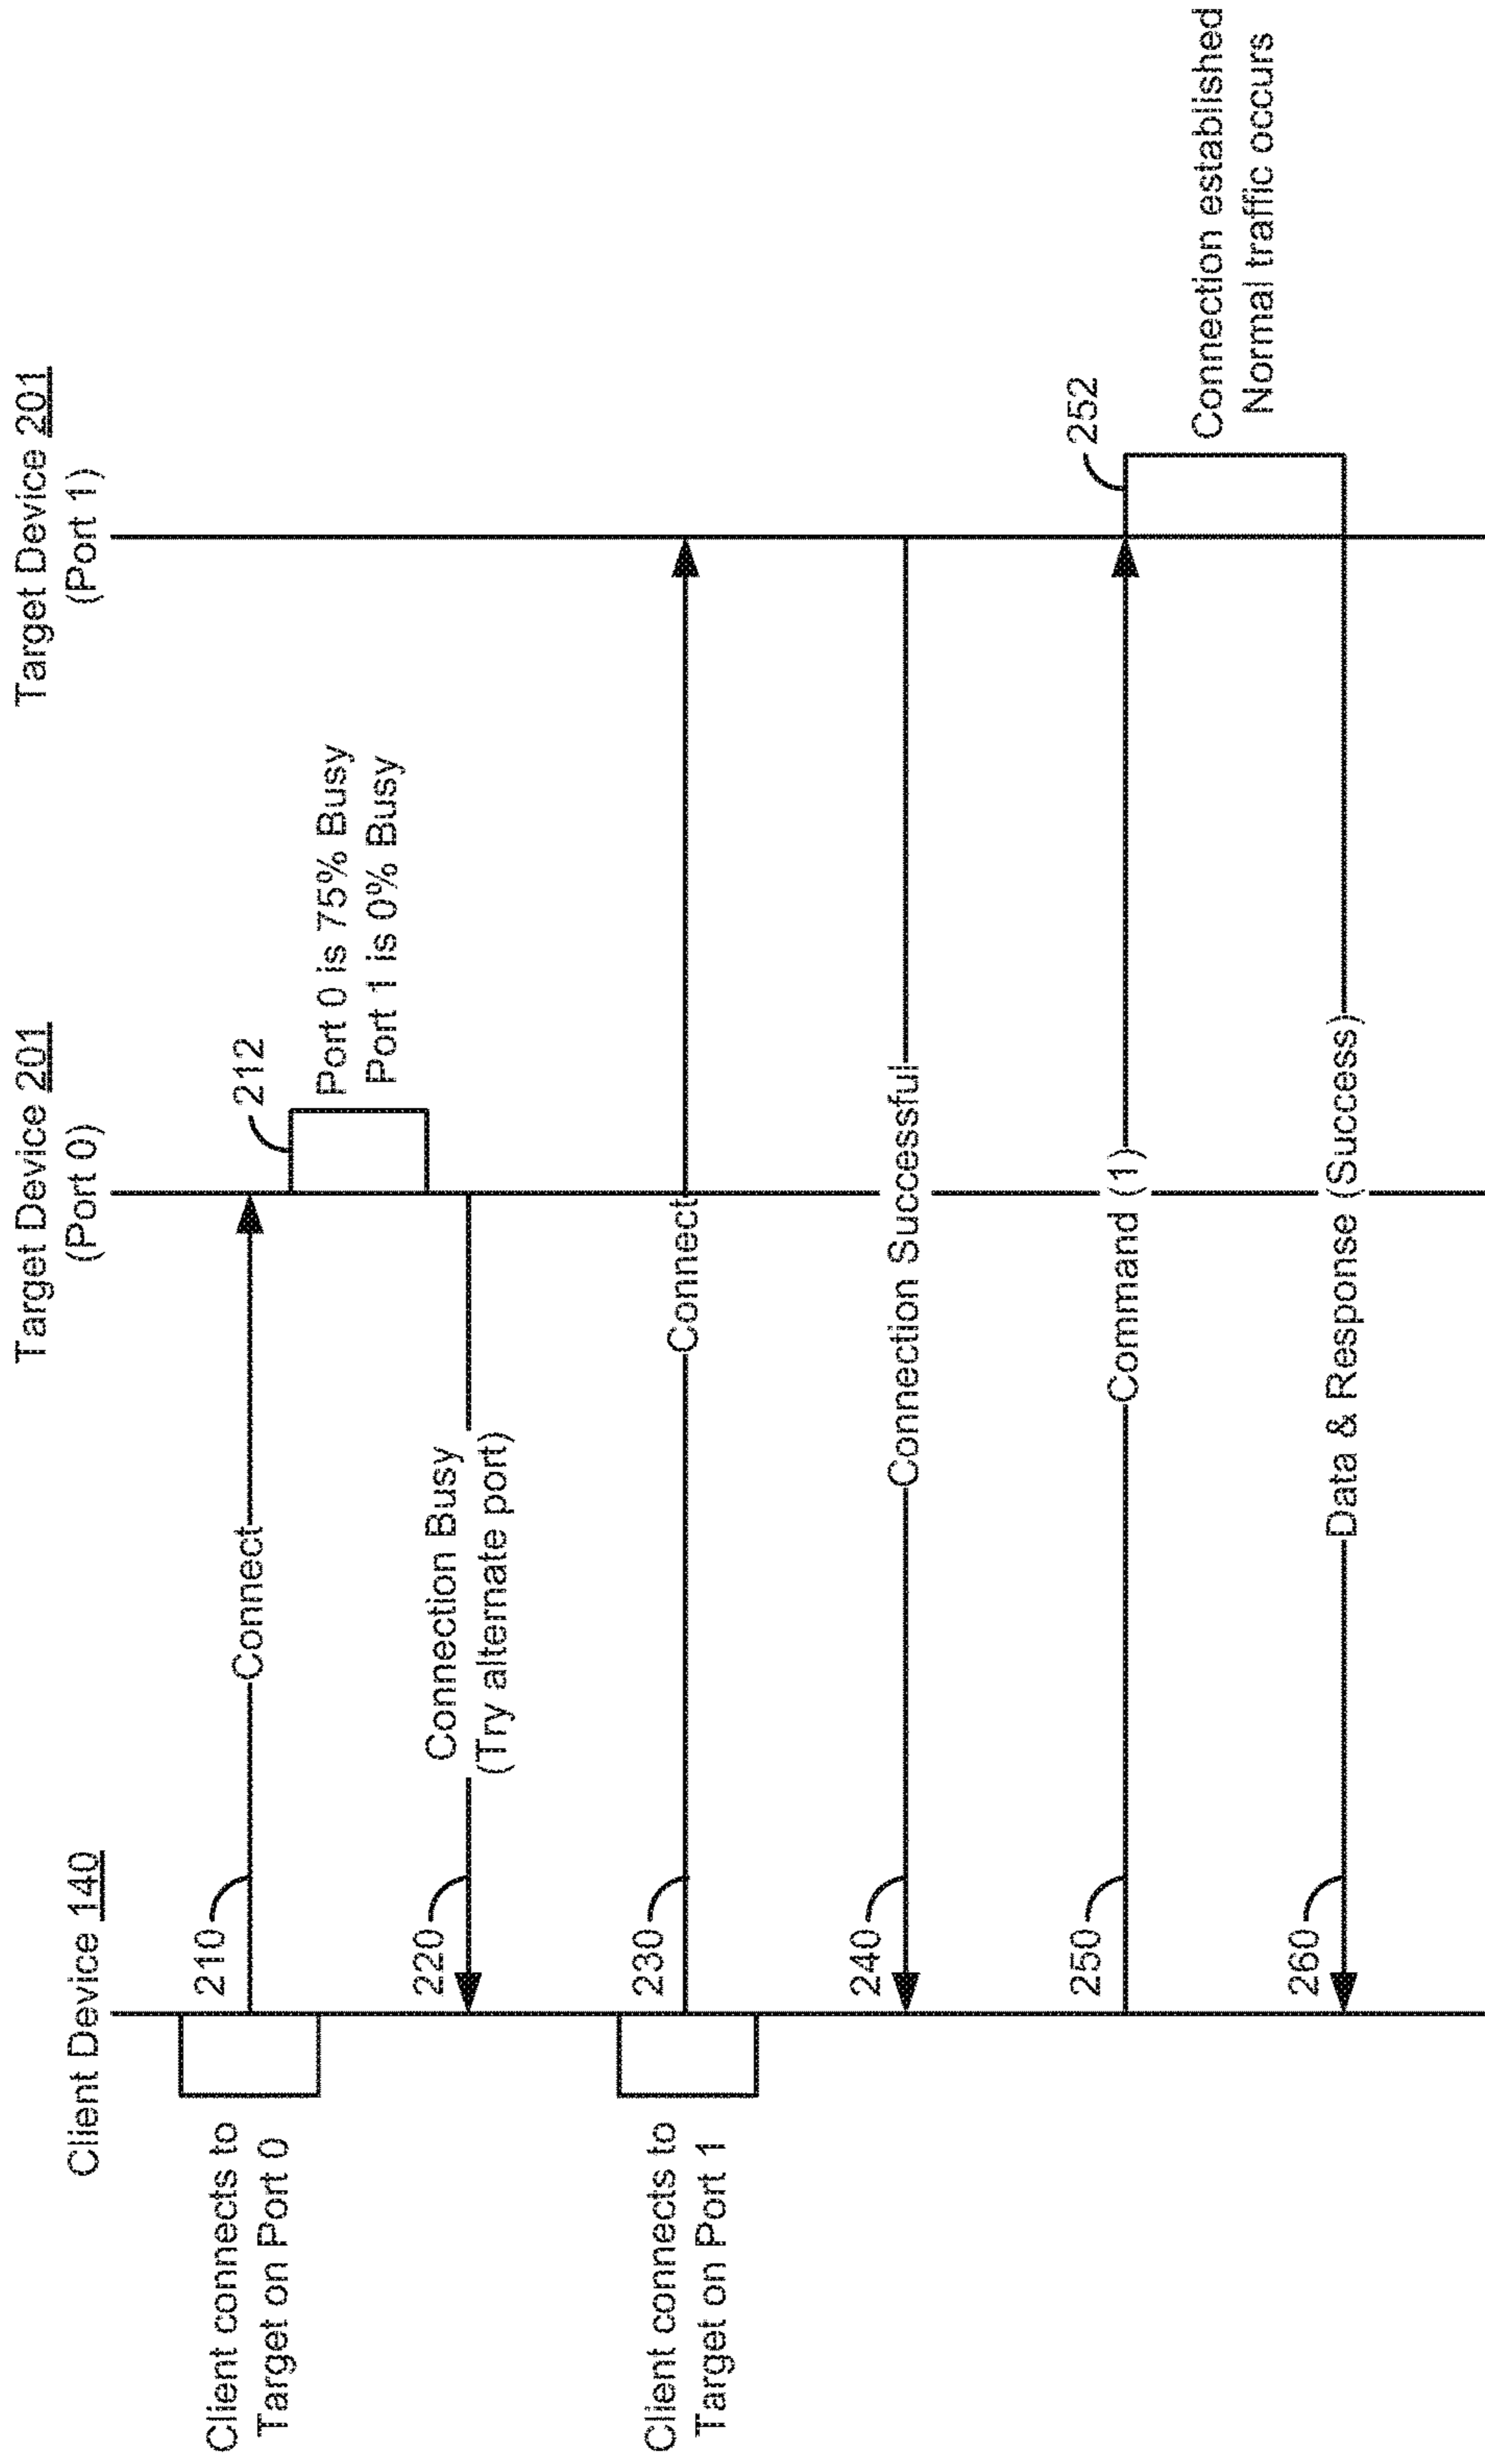 Client Device 140
Target Device 201
(Port 0)
Target Device 201
(Port 1)
Client connects to
Target on Port 0
210
Connect
212
Port 0 is 75% Busy
Port 1 is 0% Busy
220
Connection Busy
(Try alternate port)
Client connects to
Target on Port 1
230
Connect
240
Connection Successful
250
Command (1)
252
Connection established
Normal traffic occurs
260
Data & Response (Success)